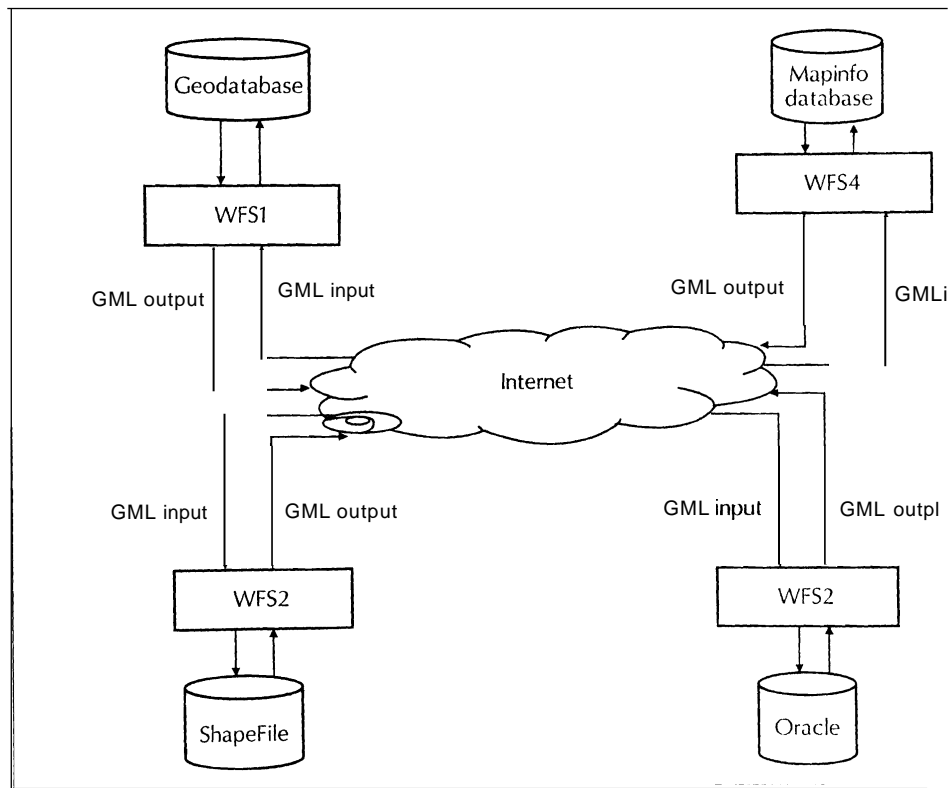 Geodatabase
Mapinfo
database
WFS1
WFS4
GML output
GML input
GML output
GMLi
Internet
GML input
GML output
GML input
GML outpl
WFS2
WFS2
ShapeFile
Oracle